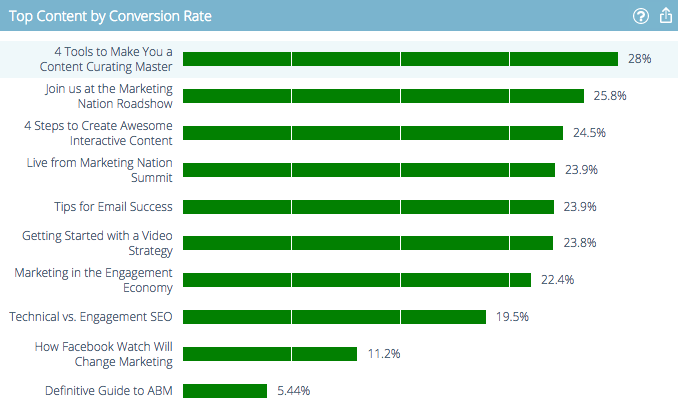 Top Content by Conversion Rate
?
4 Tools to Make You a
Content Curating Master
28%
Join us at the Marketing
Nation Roadshow
25.8%
4 Steps to Create Awesome
Interactive Content
24.5%
Live from Marketing Nation
Summit
23.9%
Tips for Email Success
23.9%
Getting Started with a Video
Strategy
23.8%
Marketing in the Engagement
Economy
22.4%
Technical vs. Engagement SEO
19.5%
How Facebook Watch Will
Change Marketing
11.2%
Definitive Guide to ABM
5.44%